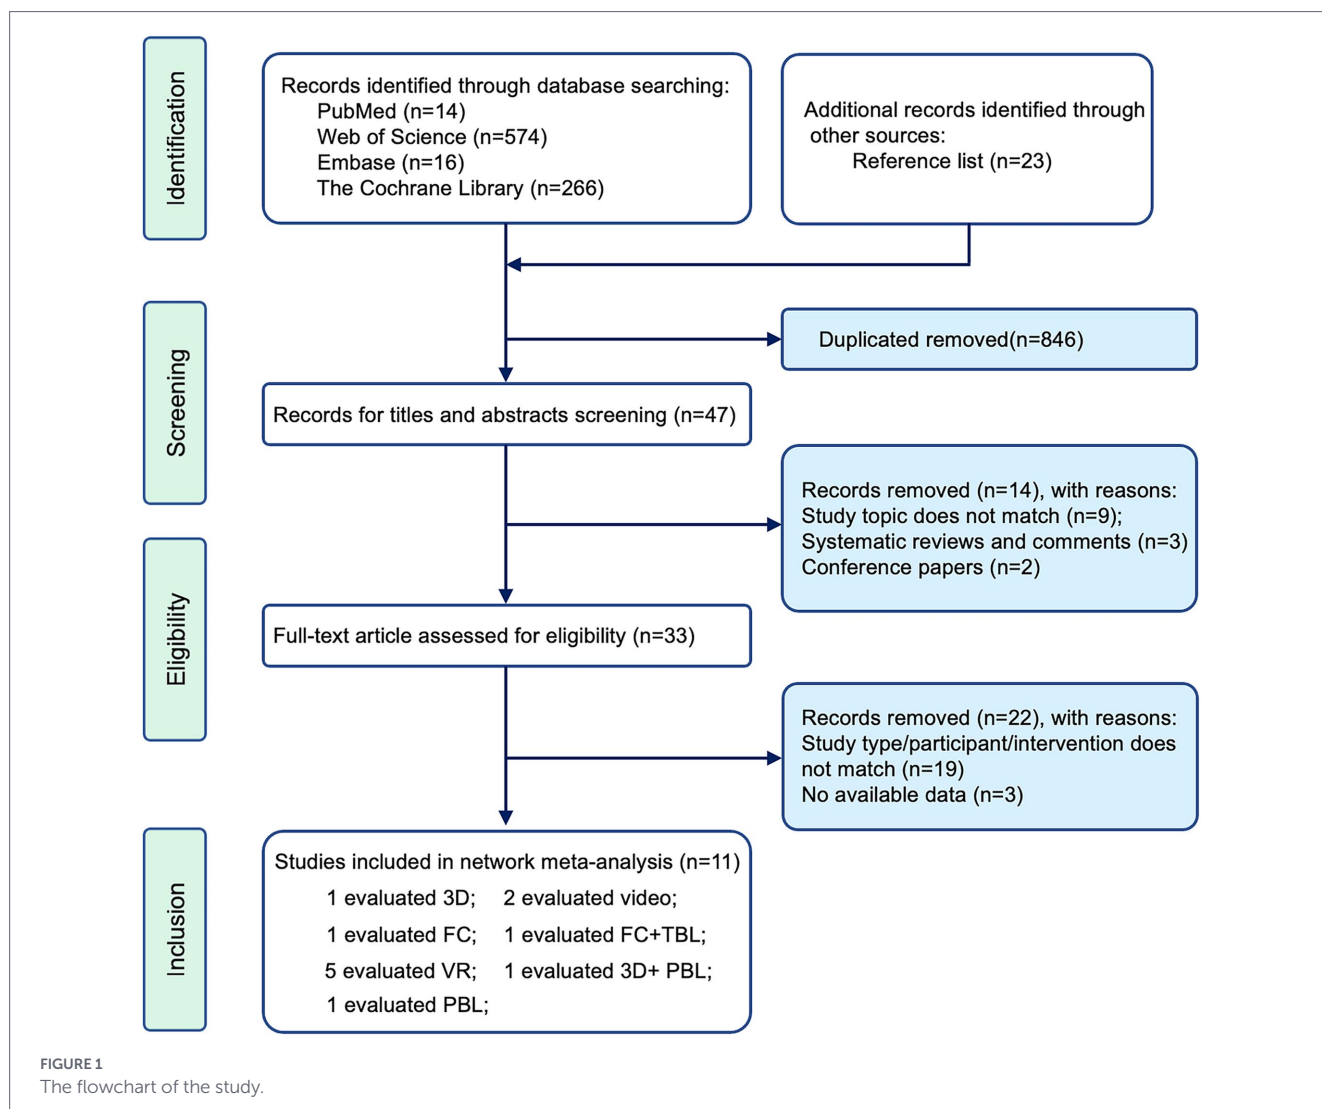 Identification
Records identified through database searching:
PubMed (n=14)
Web of Science (n=574)
Embase (n=16)
The Cochrane Library (n=266)
Additional records identified through
other sources:
Reference list (n=23)
Screening
Duplicated removed(n=846)
Records for titles and abstracts screening (n=47)
Records removed (n=14), with reasons:
Study topic does not match (n=9);
Systematic reviews and comments (n=3)
Conference papers (n=2)
Eligibility
Full-text article assessed for eligibility (n=33)
Records removed (n=22), with reasons:
Study type/participant/intervention does
not match (n=19)
No available data (n=3)
Inclusion
Studies included in network meta-analysis (n=11)
1 evaluated 3D; 2 evaluated video;
1 evaluated FC; 1 evaluated FC+TBL;
5 evaluated VR; 1 evaluated 3D+ PBL;
1 evaluated PBL;
FIGURE 1
The flowchart of the study.